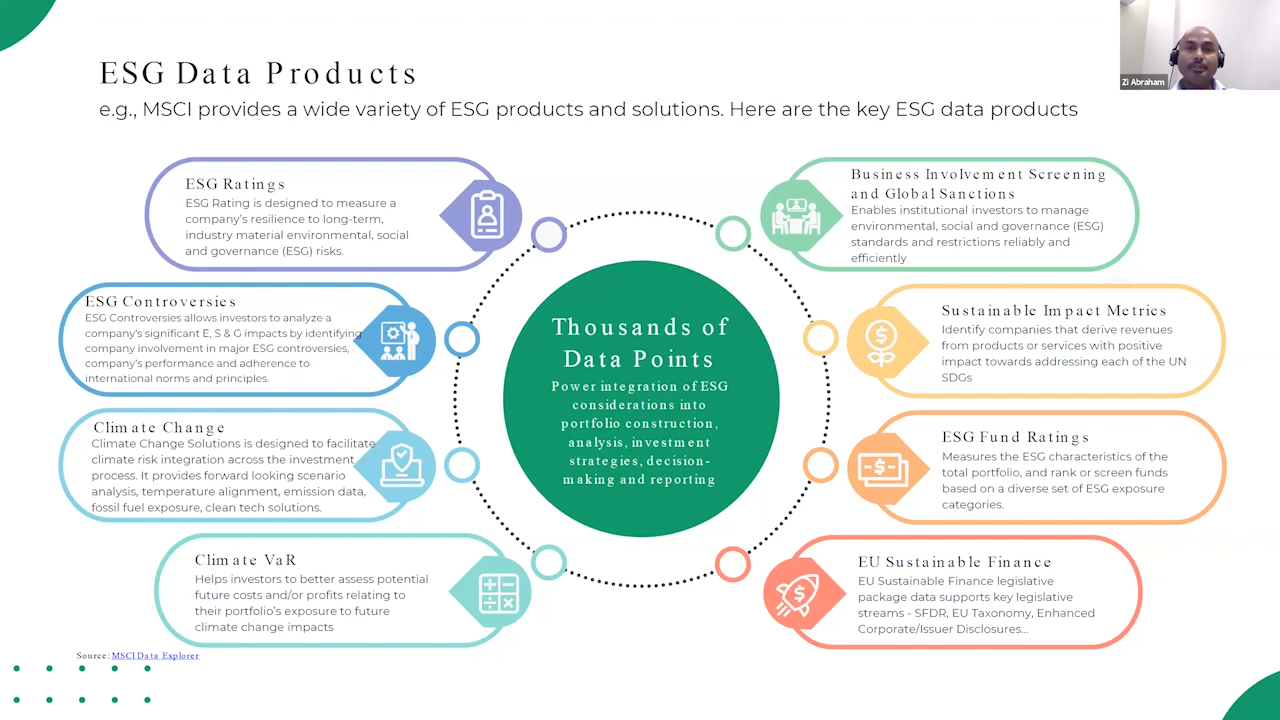 ESG Data Products
e.g., MSCI provides a wide variety of ESG products and solutions. Here are the key ESG data products
Zi Abraham
ESG Ratings
ESG Rating is designed to measure a
company's resilience to long-term,
industry material environmental, social
and governance (ESG) risks.
ESG Controversies
ESG Controversies allows investors to analyze a
company's significant E, S & G impacts by identifying
company involvement in major ESG controversies,
company's performance and adherence to
international norms and principles.
Climate Change
Climate Change Solutions is designed to facilitate
climate risk integration across the investment
process. It provides forward looking scenario
analysis, temperature alignment, emission data,
fossil fuel exposure, clean tech solutions.
Climate VaR
Helps investors to better assess potential
future costs and/or profits relating to
their portfolio's exposure to future
climate change impacts
Thousands of
Data Points
Power integration of ESG
considerations into
portfolio construction,
analysis, investment
strategies, decision-
making and reporting
Business Involvement Screening
and Global Sanctions
Enables institutional investors to manage
environmental, social and governance (ESG)
standards and restrictions reliably and
efficiently
Sustainable Impact Metrics
Identify companies that derive revenues
from products or services with positive
impact towards addressing each of the UN
SDGs
ESG Fund Ratings
Measures the ESG characteristics of the
total portfolio, and rank or screen funds
based on a diverse set of ESG exposure
categories.
EU Sustainable Finance
EU Sustainable Finance legislative
package data supports key legislative
streams - SFDR, EU Taxonomy, Enhanced
Corporate/Issuer Disclosures...
Source: MSCI Data Explorer